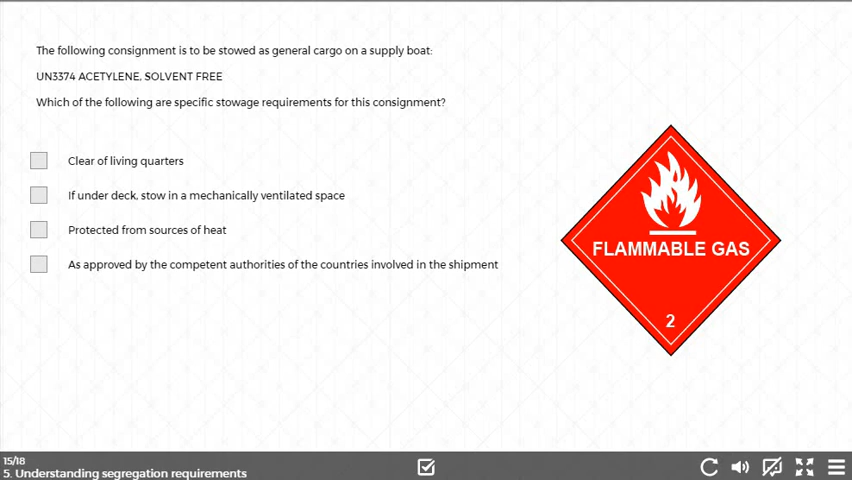 The following consignment is to be stowed as general cargo on a supply boat:
UN3374 ACETYLENE, SOLVENT FREE
Which of the following are specific stowage requirements for this consignment?
Clear of living quarters
If under deck, stow in a mechanically ventilated space
Protected from sources of heat
As approved by the competent authorities of the countries involved in the shipment
FLAMMABLE GAS
2
15/18
5. Understanding segregation requirements